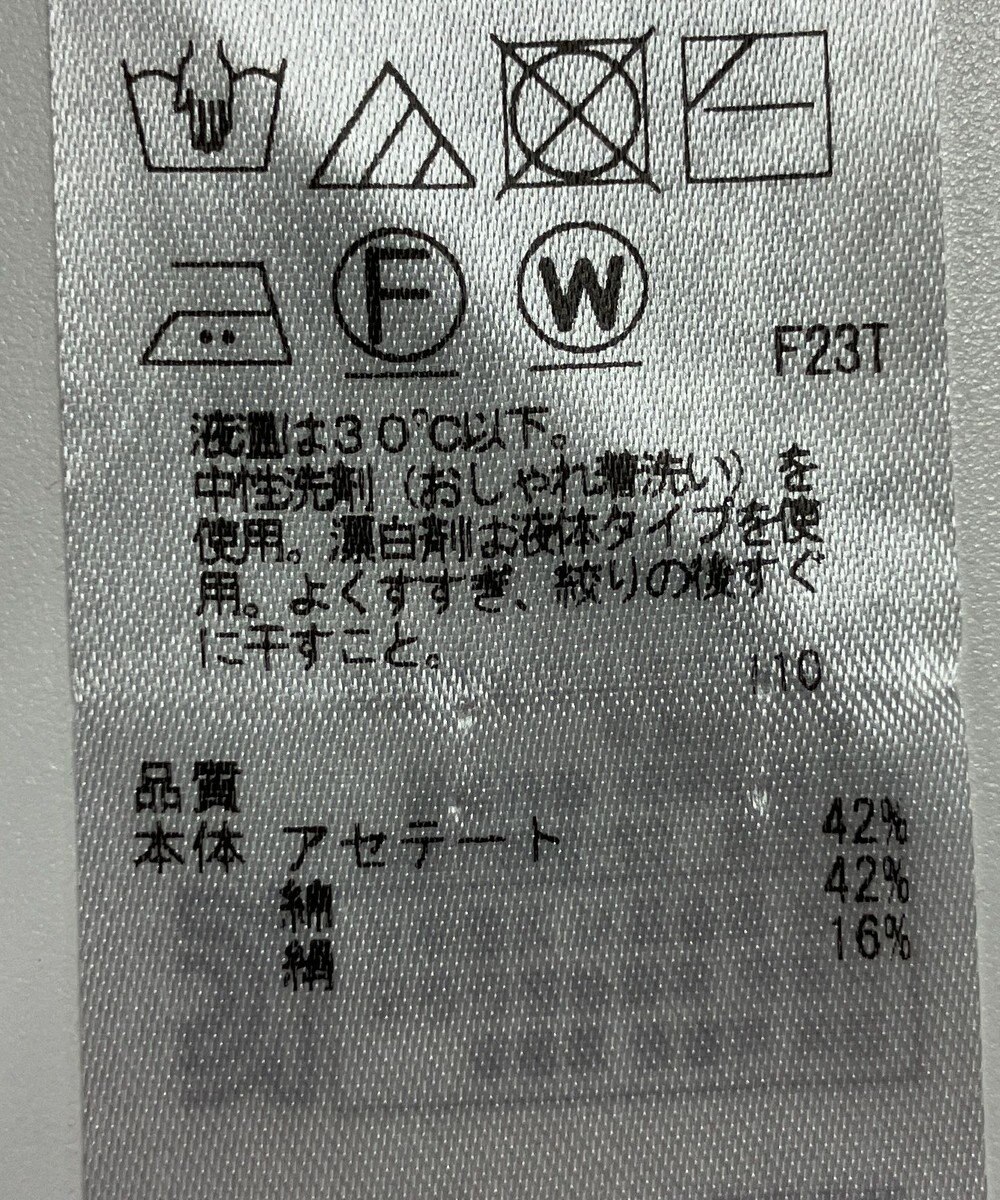 F
W
F23T
液温は30℃以下。
中性洗剤(おしゃれ着洗い)を
使用。漂白剤は液体タイプを使
用。よくすすぎ、絞りの後すぐ
に干すこと。
110
品質
本体 アセテート 42%
綿 42%
絹 16%